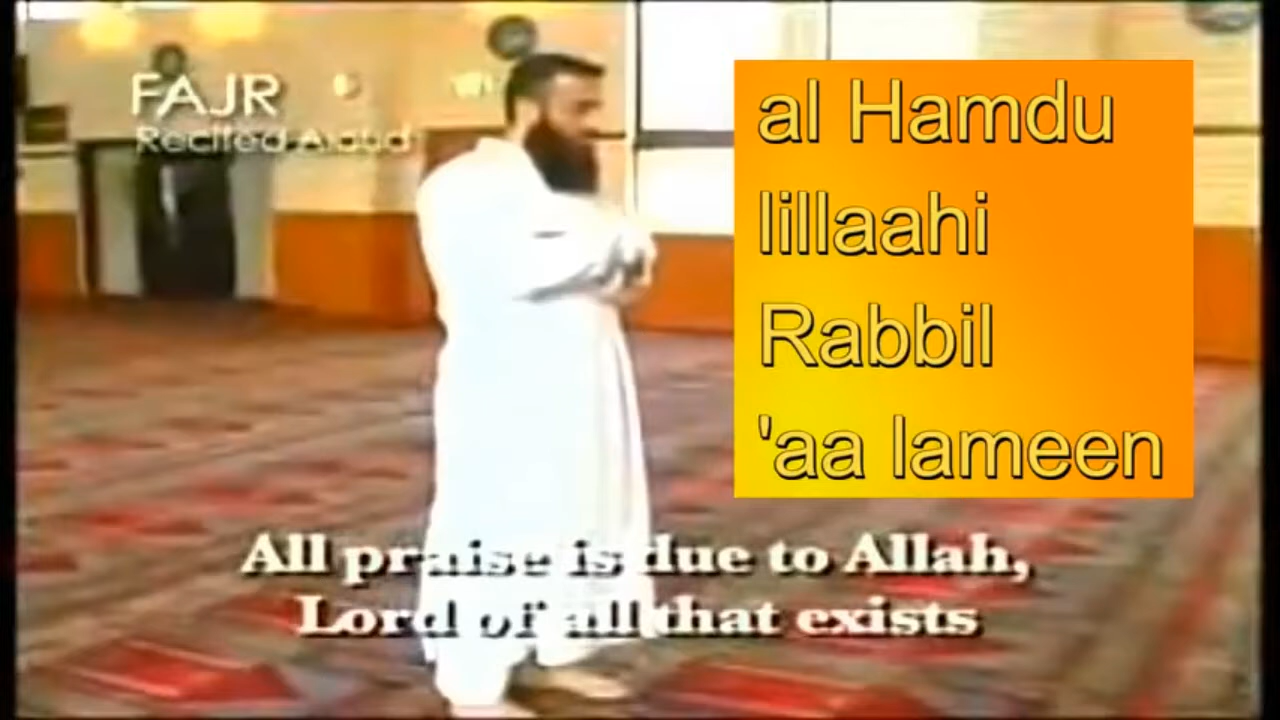 FAJR
Recited Aloud
al Hamdu
lillaahi
Rabbil
'aa lameen
All praise is due to Allah,
Lord of all that exists